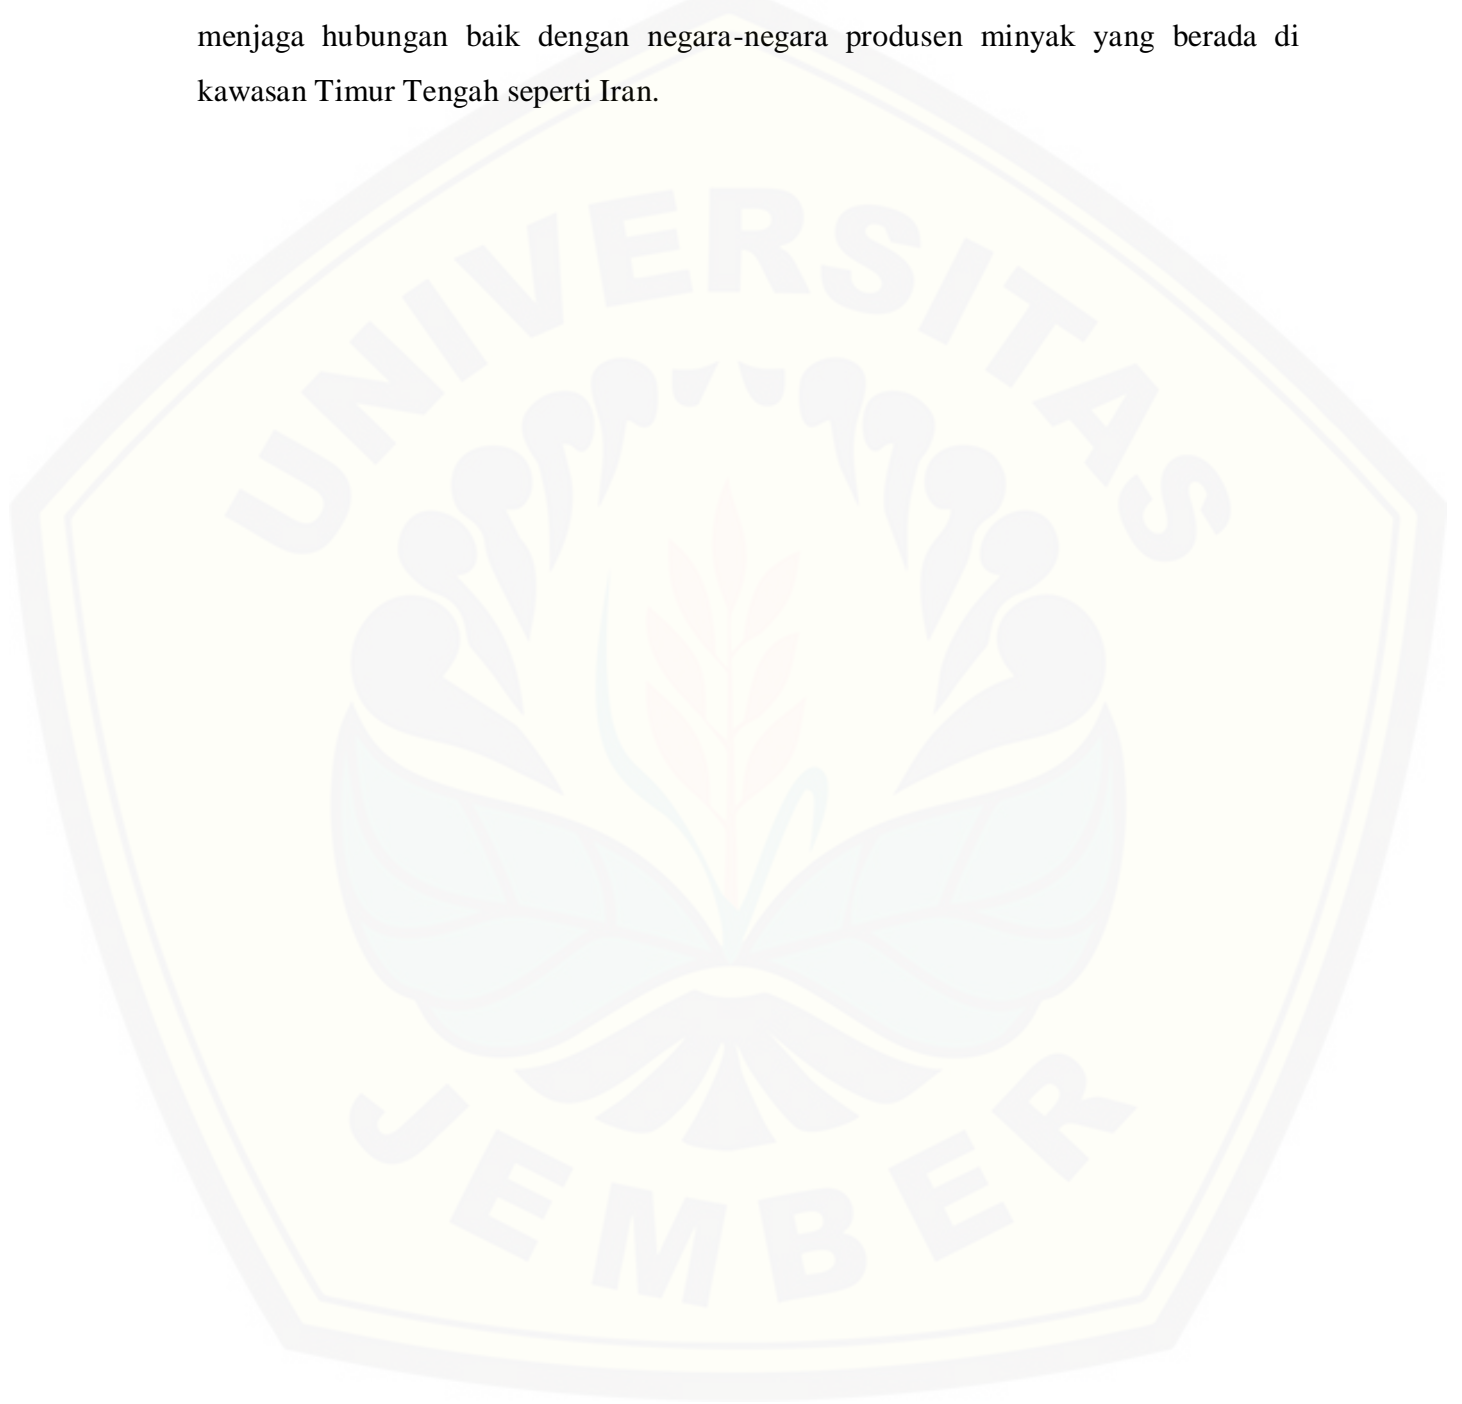 menjaga hubungan baik dengan negara-negara produsen minyak yang berada di
kawasan Timur Tengah seperti Iran.
UNIVERSITAS
JEMBER